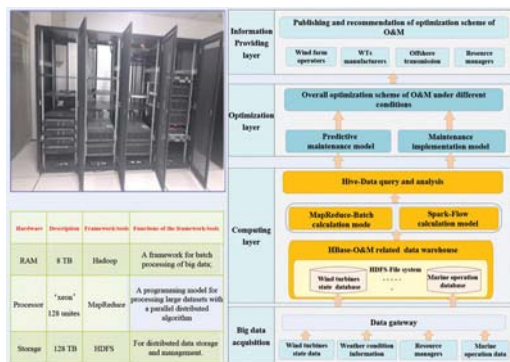 Information
Providing
layer
Publishing and recommendation of optimization scheme of
O&M
Wind farm
operators
WTs
manufacturers
Offshore
transmission
Resource
managers
Optimization
layer
Overall optimization scheme of O&M under different
conditions
Predictive
maintenance model
Maintenance
implementation model
Computing
layer
Hive-Data query and analysis
MapReduce-Batch
calculation mode
Spark-Flow
calculation model
HBase-O&M related data warehouse
HDFS-File system
Wind turbines
state database
. . . . .
Marine operation
database
Big data
acquisition
Data gateway
Wind turbines
state data
Weather condition
information
Resource
managers
Marine
operation data
Hardware Description Framework tools Functions of the framework tools
RAM 8 TB Hadoop A framework for batch
processing of big data;
Processor 'xeon'
128 unites MapReduce A programming model for
processing large datasets with
a parallel distributed
algorithm
Storage 128 TB HDFS For distributed data storage
and management.